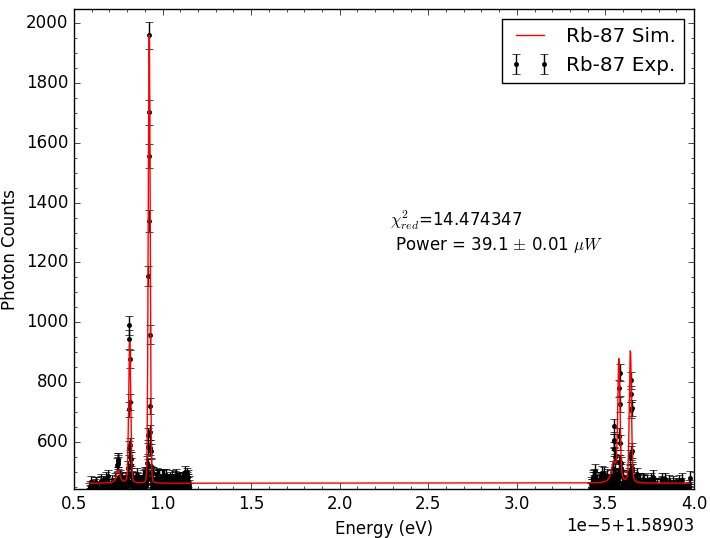 2000
1800
1600
1400
1200
1000
800
600
Photon Counts
Rb-87 Sim.
Rb-87 Exp.
χ²red=14.474347
Power = 39.1 ± 0.01 μW
0.5 1.0 1.5 2.0 2.5 3.0 3.5 4.0
Energy (eV)
1e−5+1.58903